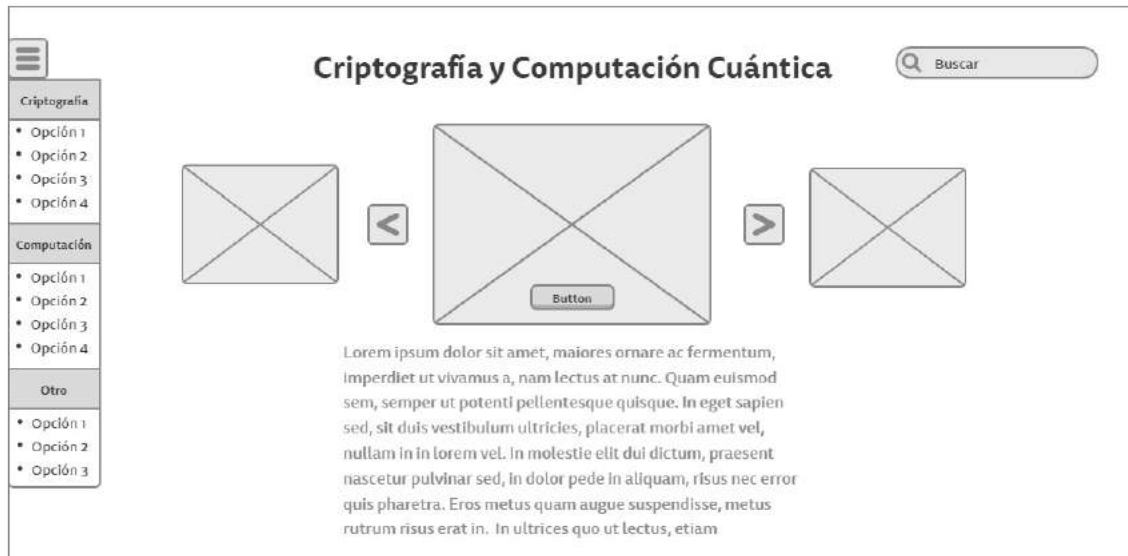 Criptografía y Computación Cuántica
Buscar
Criptografía
• Opción 1
• Opción 2
• Opción 3
• Opción 4
Computación
• Opción 1
• Opción 2
• Opción 3
• Opción 4
Otro
• Opción 1
• Opción 2
• Opción 3
<
>
Button
Lorem ipsum dolor sit amet, maiores ornare ac fermentum,
imperdiet ut vivamus a, nam lectus at nunc. Quam euismod
sem, semper ut potenti pellentesque quisque. In eget sapien
sed, sit duis vestibulum ultricies, placerat morbi amet vel,
nullam in in lorem vel. In molestie elit dui dictum, praesent
nascetur pulvinar sed, in dolor pede in aliquam, risus nec error
quis pharetra. Eros metus quam augue suspendisse, metus
rutrum risus erat in. In ultrices quo ut lectus, etiam